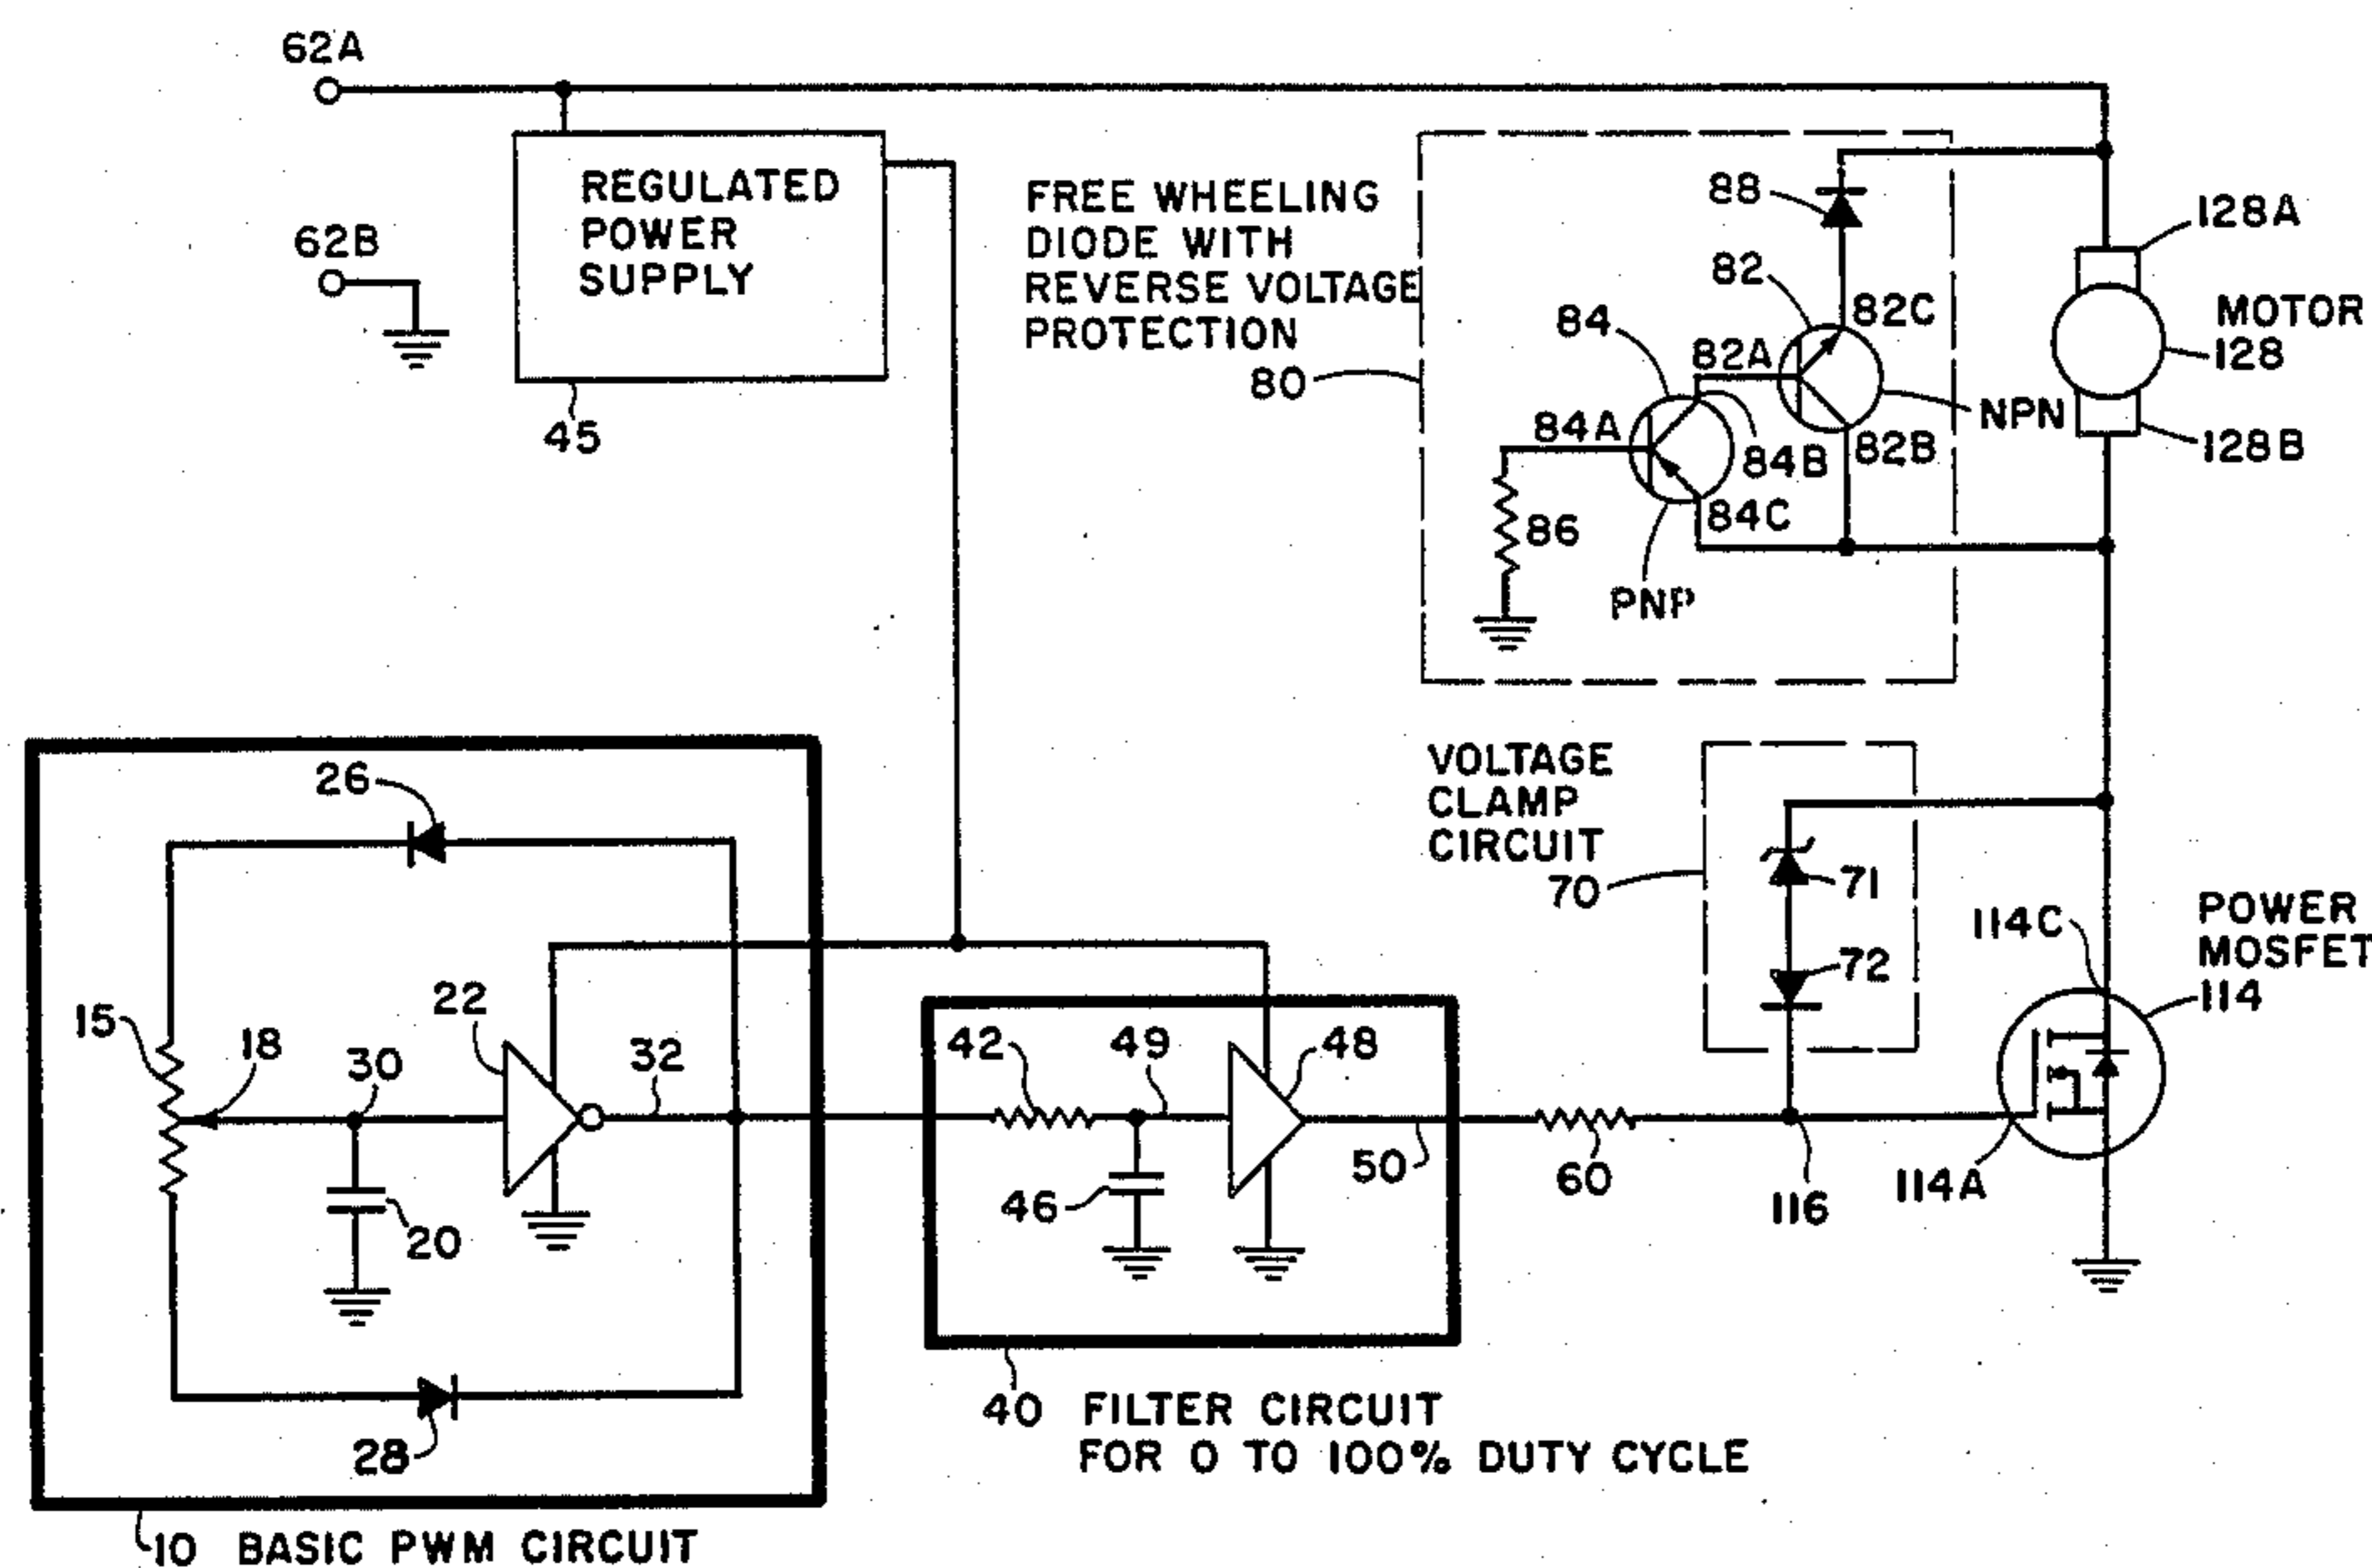 62A
62B
REGULATED
POWER
SUPPLY
45
FREE WHEELING
DIODE WITH
REVERSE VOLTAGE
PROTECTION
80
88
82
82C
82A
84
84A
84B
82B
84C
86
NPN
PNP
128A
MOTOR
128
128B
VOLTAGE
CLAMP
CIRCUIT
70
71
72
114C
POWER
MOSFET
114
114A
116
60
50
26
15
18
30
22
32
20
28
42
49
48
46
40 FILTER CIRCUIT
FOR 0 TO 100% DUTY CYCLE
10 BASIC PWM CIRCUIT